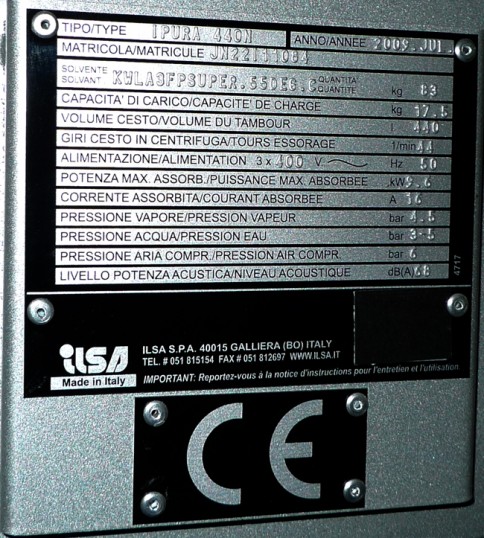 TIPO/TYPE IPURA 440N ANNO/ANNÉE 2009.JUL.
MATRICOLA/MATRICULE
SOLVENTE SOLVANT QUANTITA' QUANTITE kg 83
CAPACITA' DI CARICO/CAPACITE' DE CHARGE kg 17.5
VOLUME CESTO/VOLUME DU TAMBOUR l 440
GIRI CESTO IN CENTRIFUGA/TOURS ESSORAGE 1/min
ALIMENTAZIONE/ALIMENTATION 3 x 400 V Hz 50
POTENZA MAX. ASSORB./PUISSANCE MAX. ABSORBEE kW 9.6
CORRENTE ASSORBITA/COURANT ABSORBEE A 16
PRESSIONE VAPORE/PRESSION VAPEUR bar 4.5
PRESSIONE ACQUA/PRESSION EAU bar 3-5
PRESSIONE ARIA COMPR./PRESSION AIR COMPR. bar 6
LIVELLO POTENZA ACUSTICA/NIVEAU ACOUSTIQUE dB(A) 68
4717
ILSA
Made in Italy
ILSA S.P.A. 40015 GALLIERA (BO) ITALY
TEL. # 051 815154 FAX # 051 812697 WWW.ILSA.IT
IMPORTANT: Reportez-vous à la notice d'instructions pour l'entretien et l'utilisation
CE